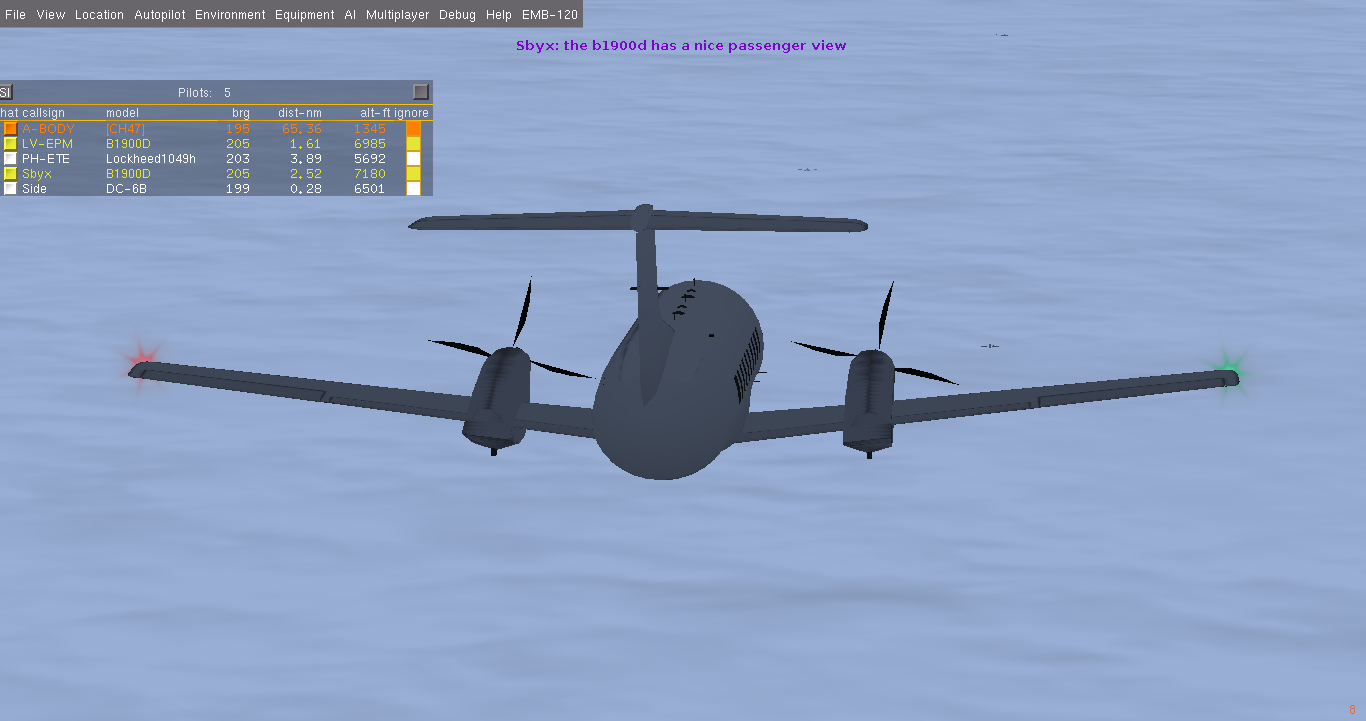 File View Location Autopilot Environment Equipment AI Multiplayer Debug Help EMB-120
Sbyx: the b1900d has a nice passenger view
SI Pilots: 5
hat callsign model brg dist-nm alt-ft ignore
A-BODY [CH47] 195 65.36 1345
LV-EPM B1900D 205 1.61 6985
PH-ETE Lockheed1049h 203 3.89 5692
Sbyx B1900D 205 2.52 7180
Side DC-6B 199 0.28 6501
8